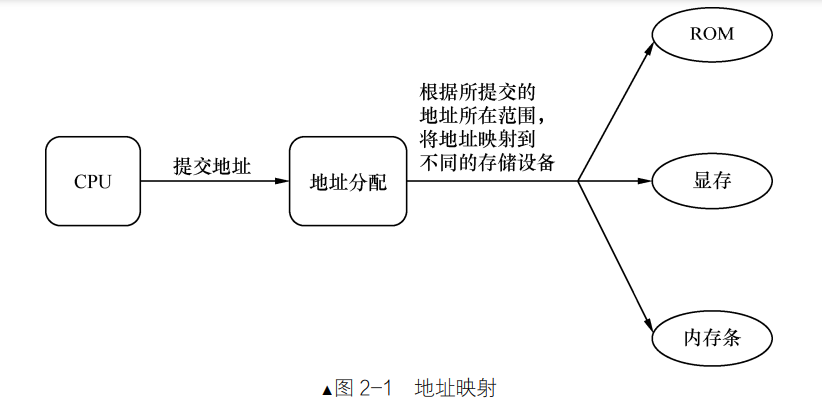 ROM
根据所提交的
地址所在范围，
将地址映射到
不同的存储设备
提交地址
CPU
地址分配
显存
内存条
▲图 2-1 地址映射